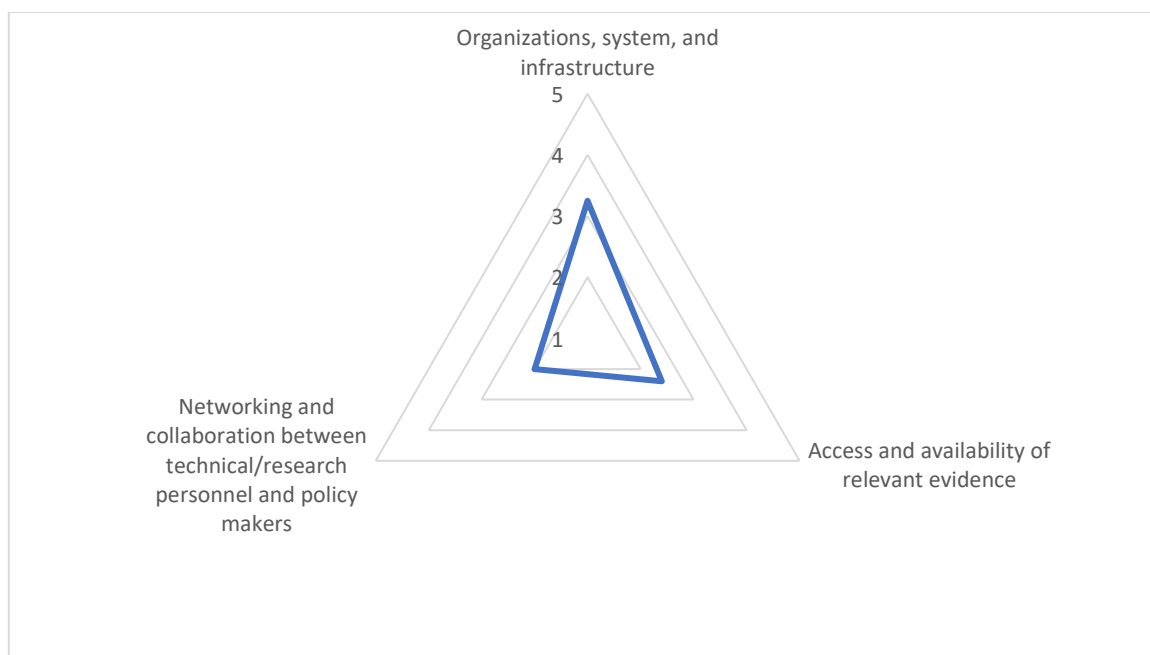 Organizations, system, and
infrastructure
5
4
3
2
1
Networking and
collaboration between
technical/research
personnel and policy
makers
Access and availability of
relevant evidence